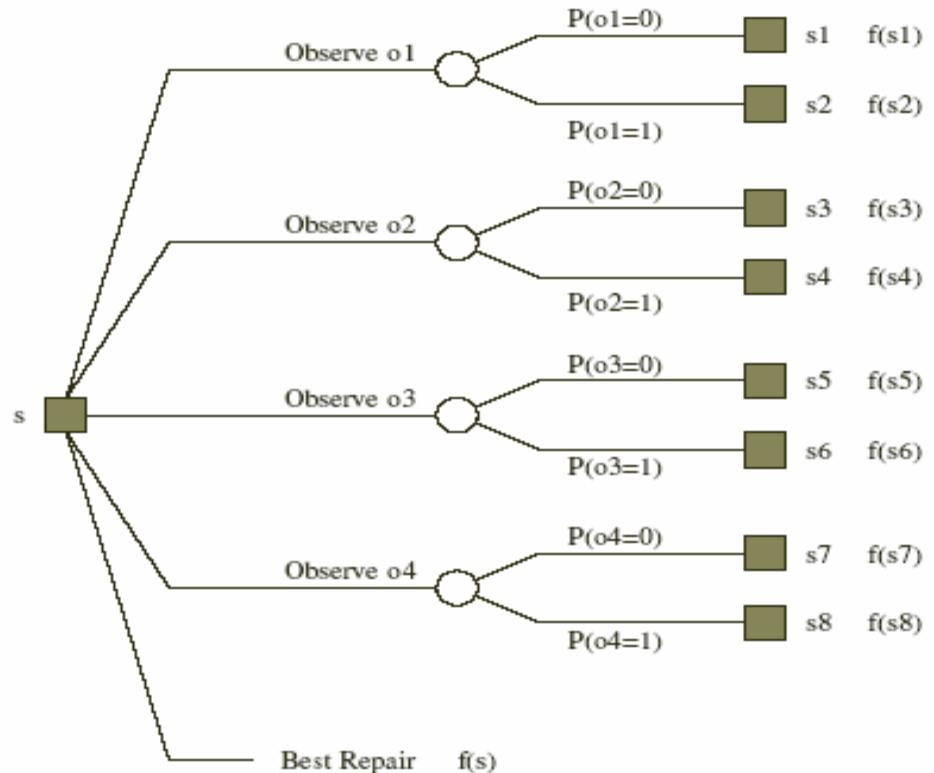 P(o1=0) s1 f(s1)
Observe o1
s2 f(s2)
P(o1=1)
P(o2=0) s3 f(s3)
Observe o2
s4 f(s4)
P(o2=1)
P(o3=0) s5 f(s5)
Observe o3
s
s6 f(s6)
P(o3=1)
P(o4=0) s7 f(s7)
Observe o4
s8 f(s8)
P(o4=1)
Best Repair f(s)